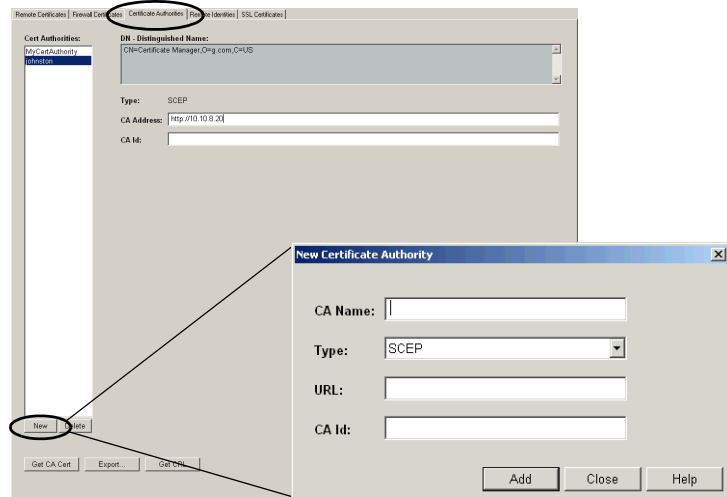 Remote Certificates Firewall Certificates Certificate Authorities Remote Identities SSL Certificates
Cert Authorities:
MyCertAuthority
johnston
DN - Distinguished Name:
CN=Certificate Manager,O=g.com,C=US
Type: SCEP
CA Address: http://10.10.8.20
CA Id:
New Delete
Get CA Cert Export... Get CRL
New Certificate Authority
CA Name:
Type: SCEP
URL:
CA Id:
Add Close Help